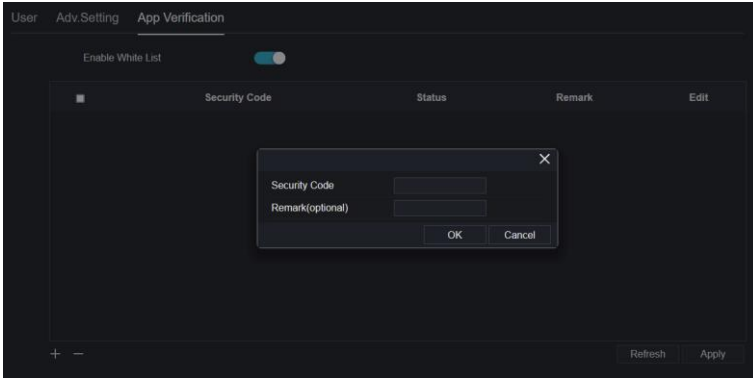 User Adv.Setting App Verification
Enable White List
Security Code Status Remark Edit
Security Code
Remark(optional)
OK Cancel
Refresh Apply